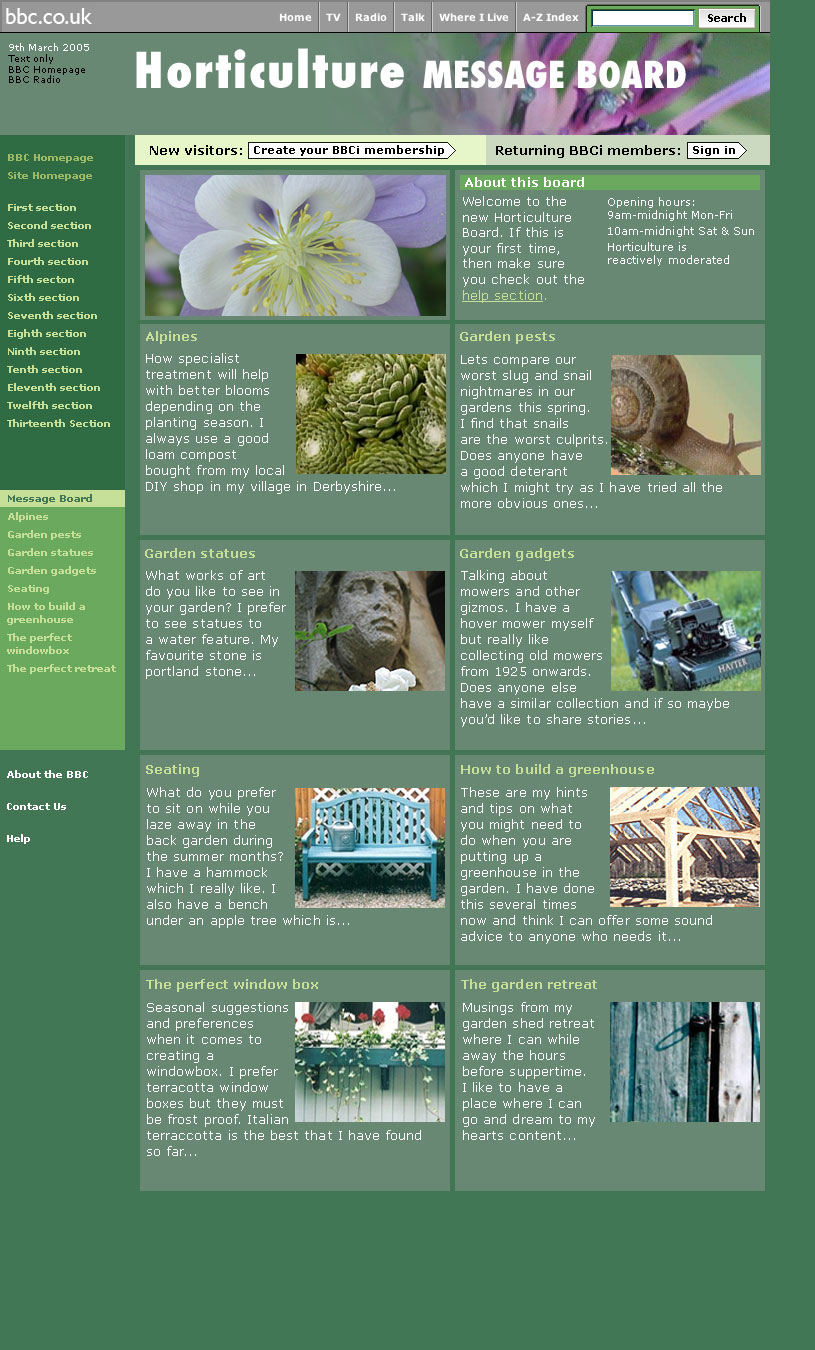 bbc.co.uk
Home TV Radio Talk Where I Live A-Z Index Search
9th March 2005
Text only
BBC Homepage
BBC Radio
Horticulture MESSAGE BOARD
New visitors: Create your BBCi membership
Returning BBCi members: Sign in
BBC Homepage
Site Homepage
First section
Second section
Third section
Fourth section
Fifth secton
Sixth section
Seventh section
Eighth section
Ninth section
Tenth section
Eleventh section
Twelfth section
Thirteenth Section
Message Board
Alpines
Garden pests
Garden statues
Garden gadgets
Seating
How to build a
greenhouse
The perfect
windowbox
The perfect retreat
About the BBC
Contact Us
Help
About this board
Welcome to the
new Horticulture
Board. If this is
your first time,
then make sure
you check out the
help section.
Opening hours:
9am-midnight Mon-Fri
10am-midnight Sat & Sun
Horticulture is
reactively moderated
Alpines
How specialist
treatment will help
with better blooms
depending on the
planting season. I
always use a good
loam compost
bought from my local
DIY shop in my village in Derbyshire...
Garden pests
Lets compare our
worst slug and snail
nightmares in our
gardens this spring.
I find that snails
are the worst culprits.
Does anyone have
a good deterant
which I might try as I have tried all the
more obvious ones...
Garden statues
What works of art
do you like to see in
your garden? I prefer
to see statues to
a water feature. My
favourite stone is
portland stone...
Garden gadgets
Talking about
mowers and other
gizmos. I have a
hover mower myself
but really like
collecting old mowers
from 1925 onwards.
Does anyone else
have a similar collection and if so maybe
you'd like to share stories...
HAYTER
Seating
What do you prefer
to sit on while you
laze away in the
back garden during
the summer months?
I have a hammock
which I really like. I
also have a bench
under an apple tree which is...
How to build a greenhouse
These are my hints
and tips on what
you might need to
do when you are
putting up a
greenhouse in the
garden. I have done
this several times
now and think I can offer some sound
advice to anyone who needs it...
The perfect window box
Seasonal suggestions
and preferences
when it comes to
creating a
windowbox. I prefer
terracotta window
boxes but they must
be frost proof. Italian
terraccotta is the best that I have found
so far...
The garden retreat
Musings from my
garden shed retreat
where I can while
away the hours
before suppertime.
I like to have a
place where I can
go and dream to my
hearts content...